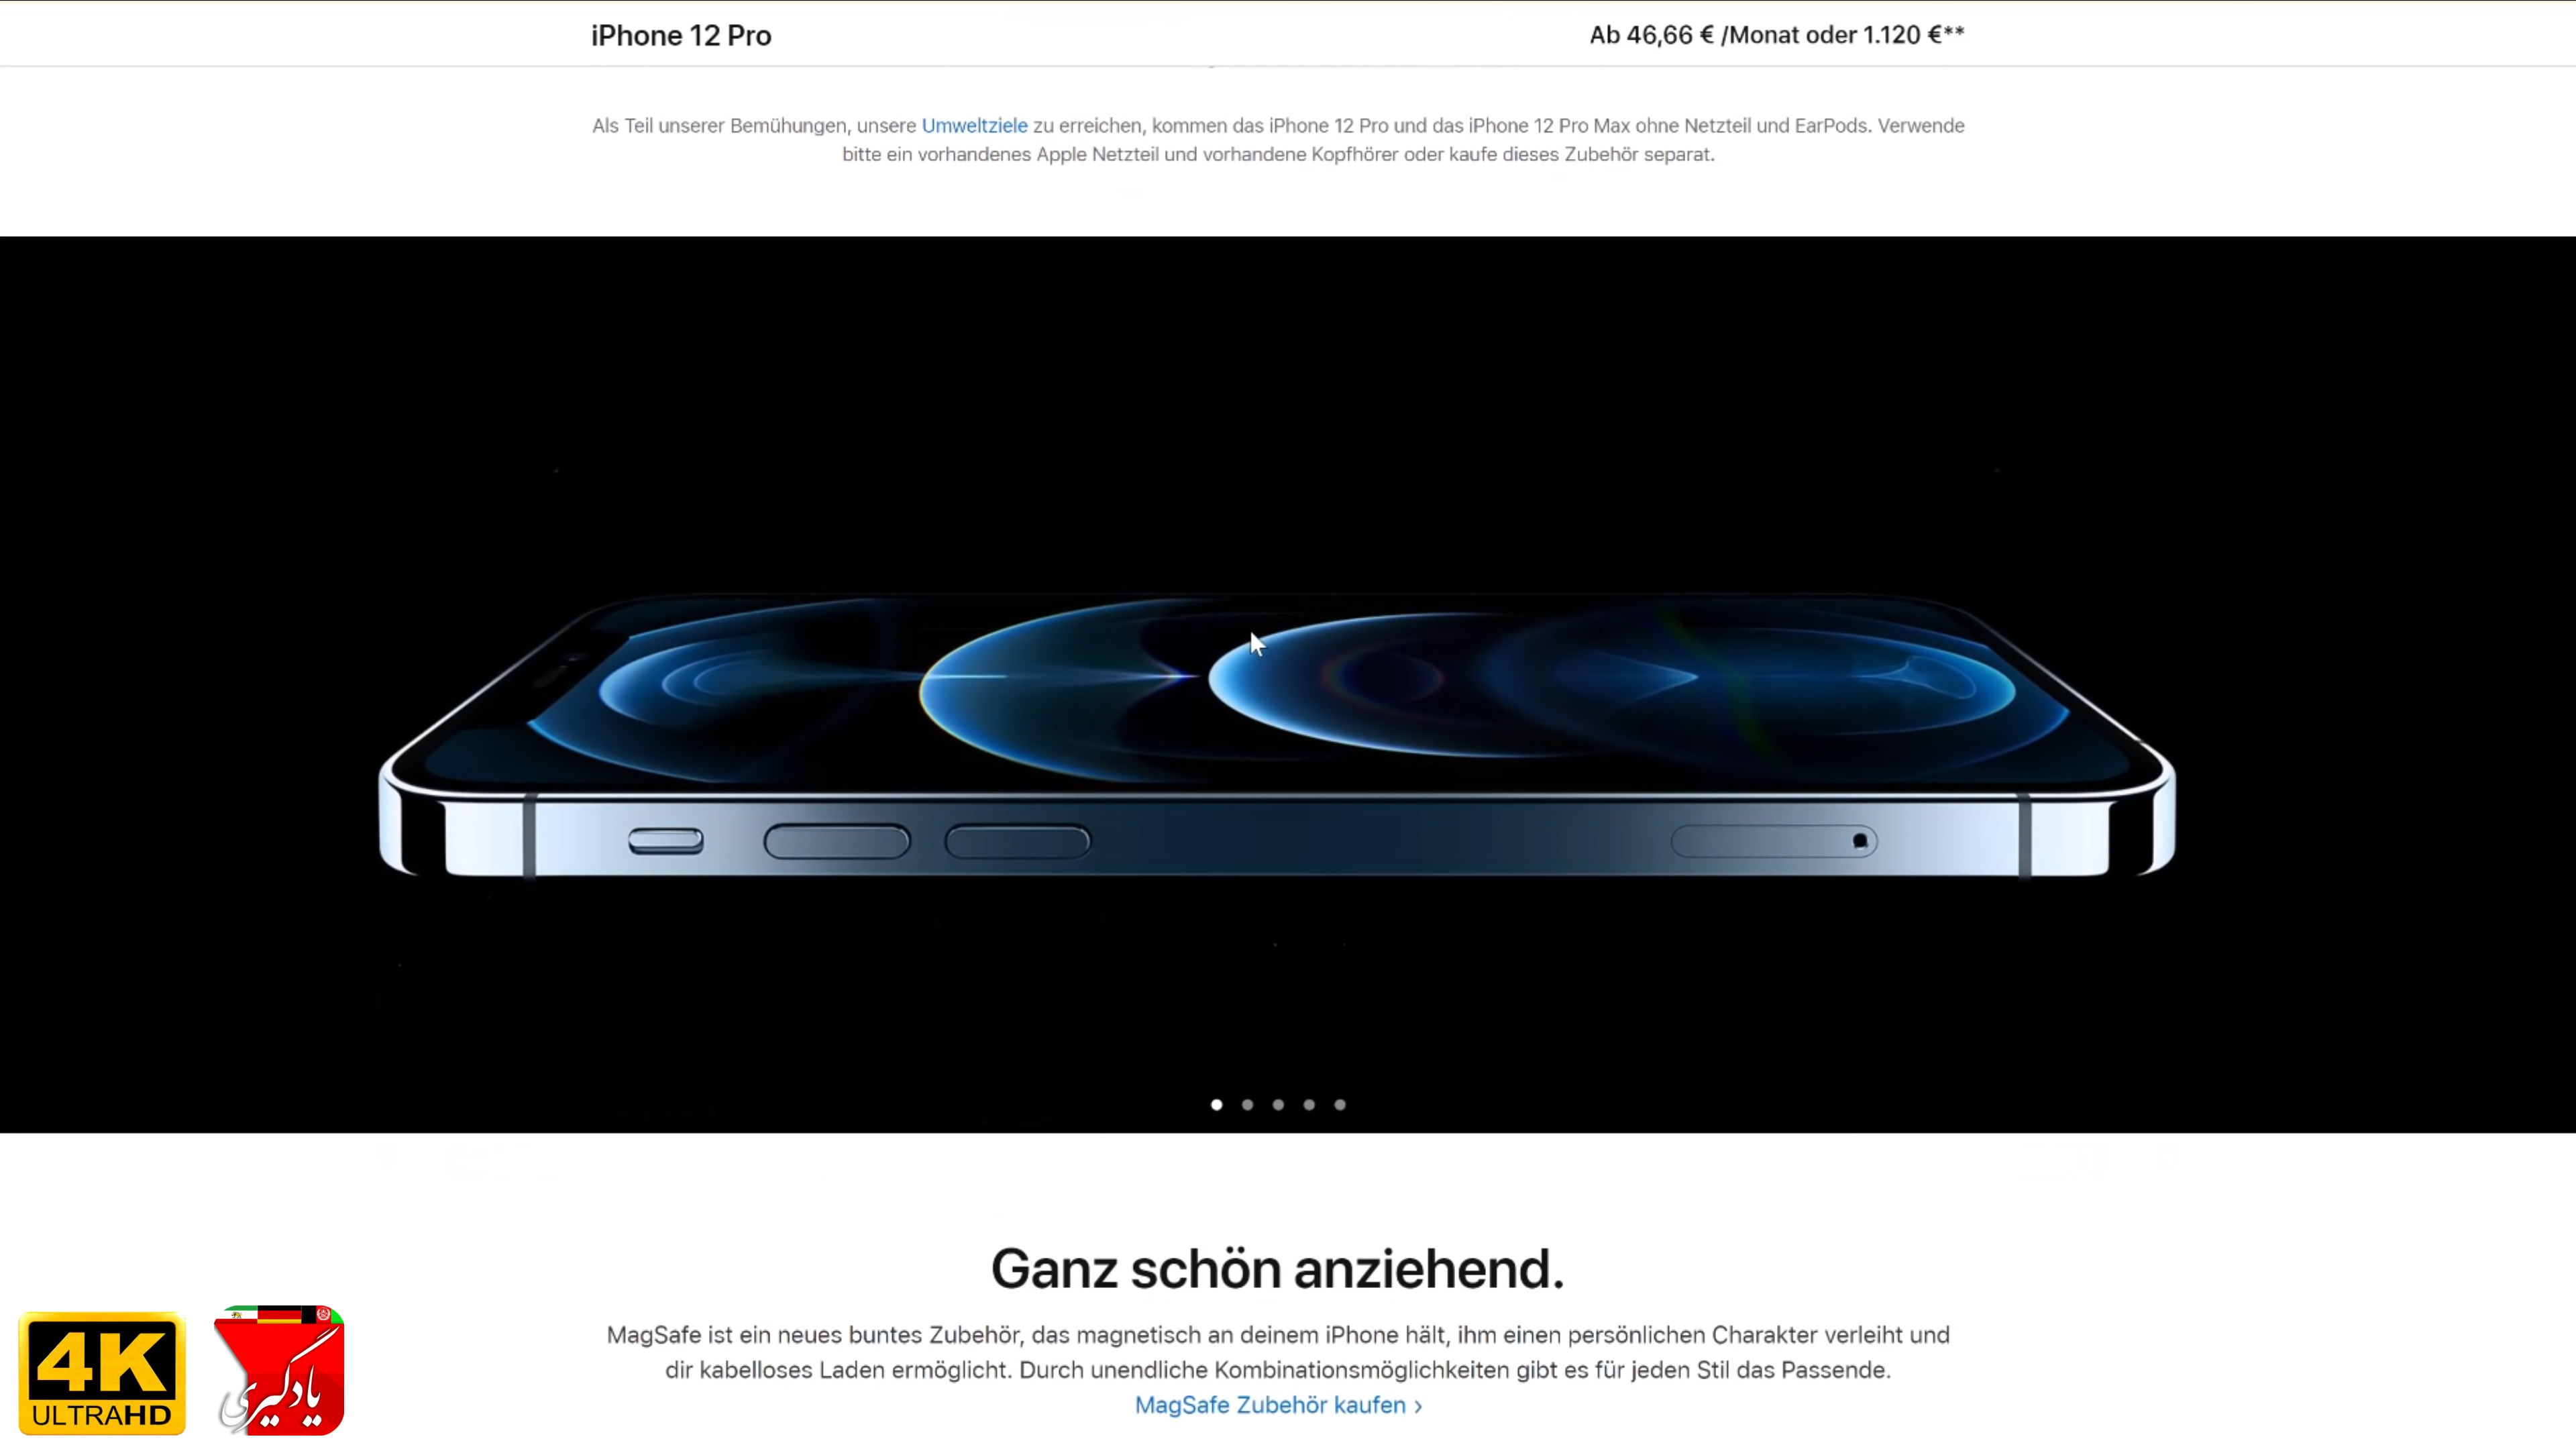 iPhone 12 Pro
Ab 46,66 € /Monat oder 1.120 €**
Als Teil unserer Bemühungen, unsere Umweltziele zu erreichen, kommen das iPhone 12 Pro und das iPhone 12 Pro Max ohne Netzteil und EarPods. Verwende
bitte ein vorhandenes Apple Netzteil und vorhandene Kopfhörer oder kaufe dieses Zubehör separat.
Ganz schön anziehend.
MagSafe ist ein neues buntes Zubehör, das magnetisch an deinem iPhone hält, ihm einen persönlichen Charakter verleiht und
dir kabelloses Laden ermöglicht. Durch unendliche Kombinationsmöglichkeiten gibt es für jeden Stil das Passende.
MagSafe Zubehör kaufen ›
4K
ULTRAHD
یادگیری